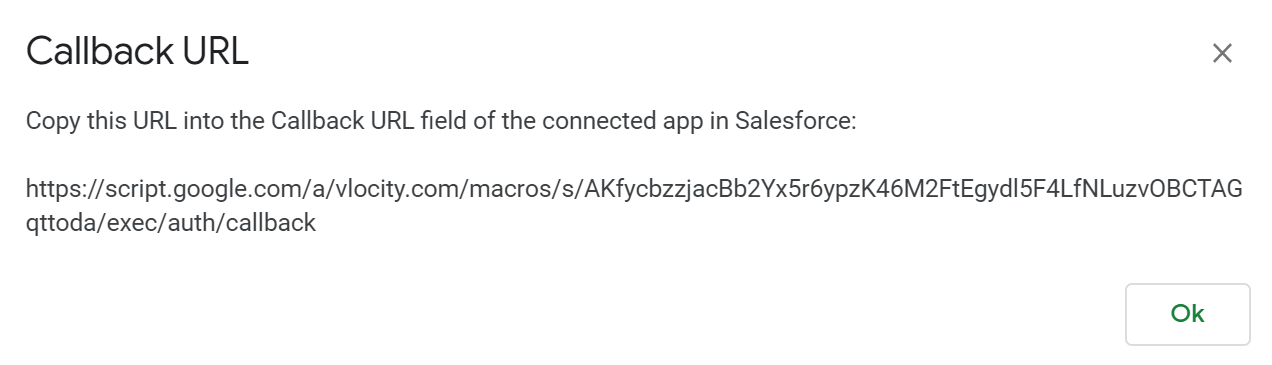 Callback URL
Copy this URL into the Callback URL field of the connected app in Salesforce:
https://script.google.com/a/vlocity.com/macros/s/AKfycbzzjacBb2Yx5r6ypzK46M2FtEgydl5F4LfNLuzvOBCTAG
qttoda/exec/auth/callback
Ok